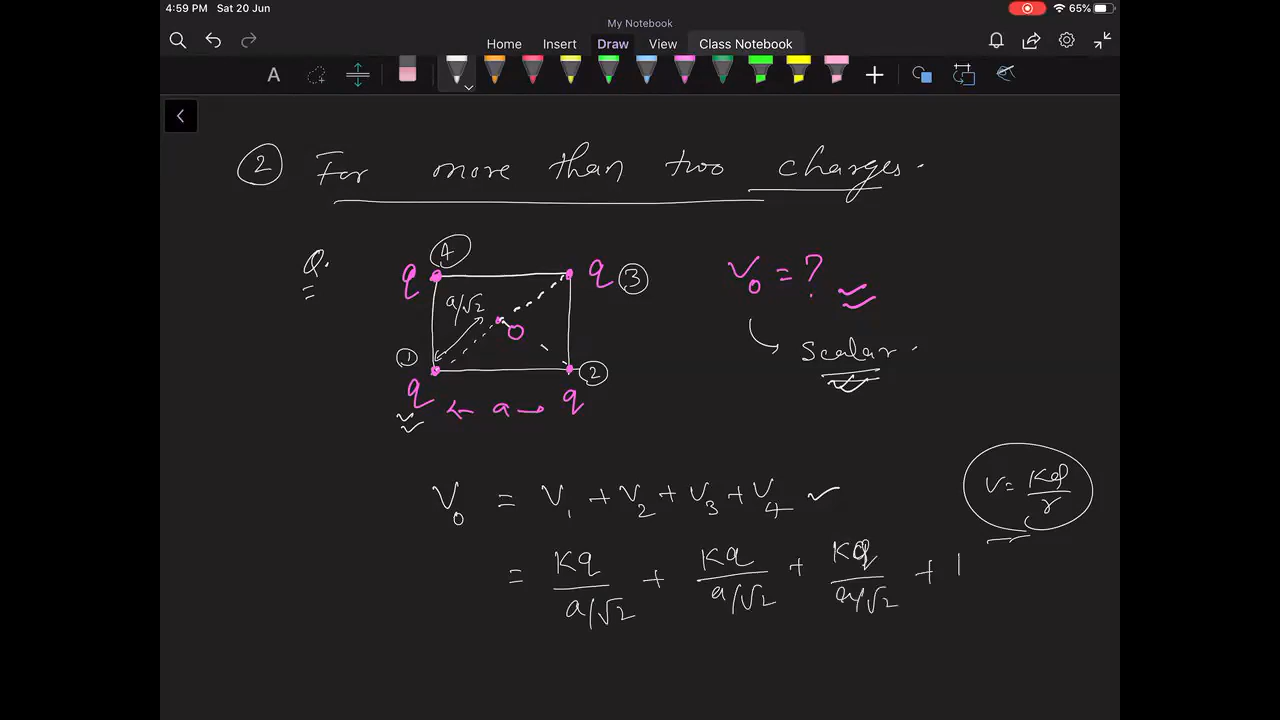 4:59 PM Sat 20 Jun
65%
My Notebook
Home Insert Draw View Class Notebook
A
② For more than two charges.
Q.
④
q q ③
a/√2
O
① ②
q q
← a →
V₀ = ?
Scalar.
V₀ = V₁ + V₂ + V₃ + V₄
V = KQ/r
= Kq/(a/√2) + Kq/(a/√2) + Kq/(a/√2) +